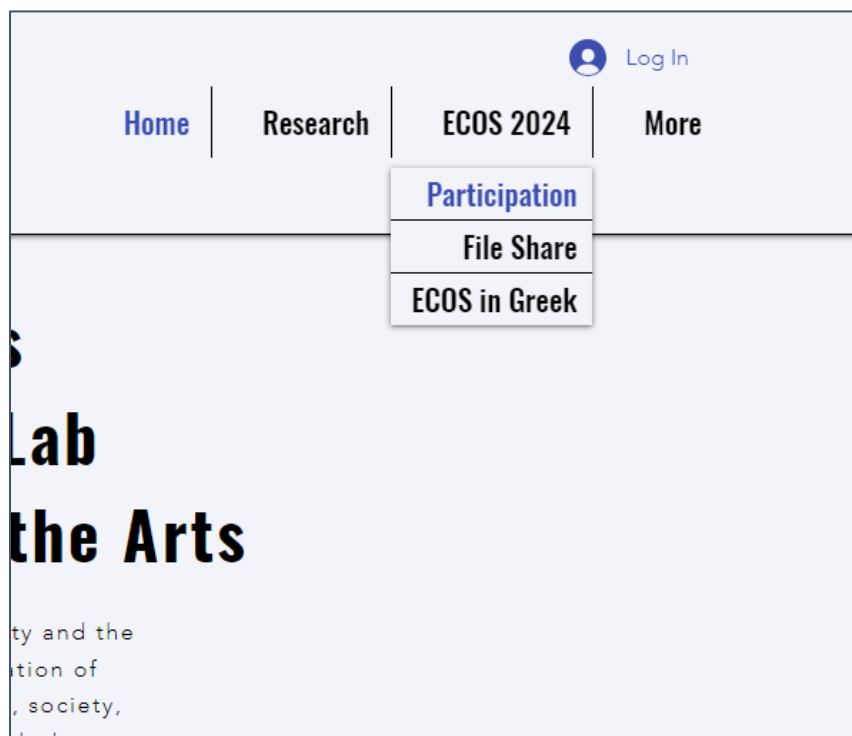 Log In
Home Research ECOS 2024 More
Participation
File Share
ECOS in Greek
s
Lab
the Arts
ty and the
ation of
, society,